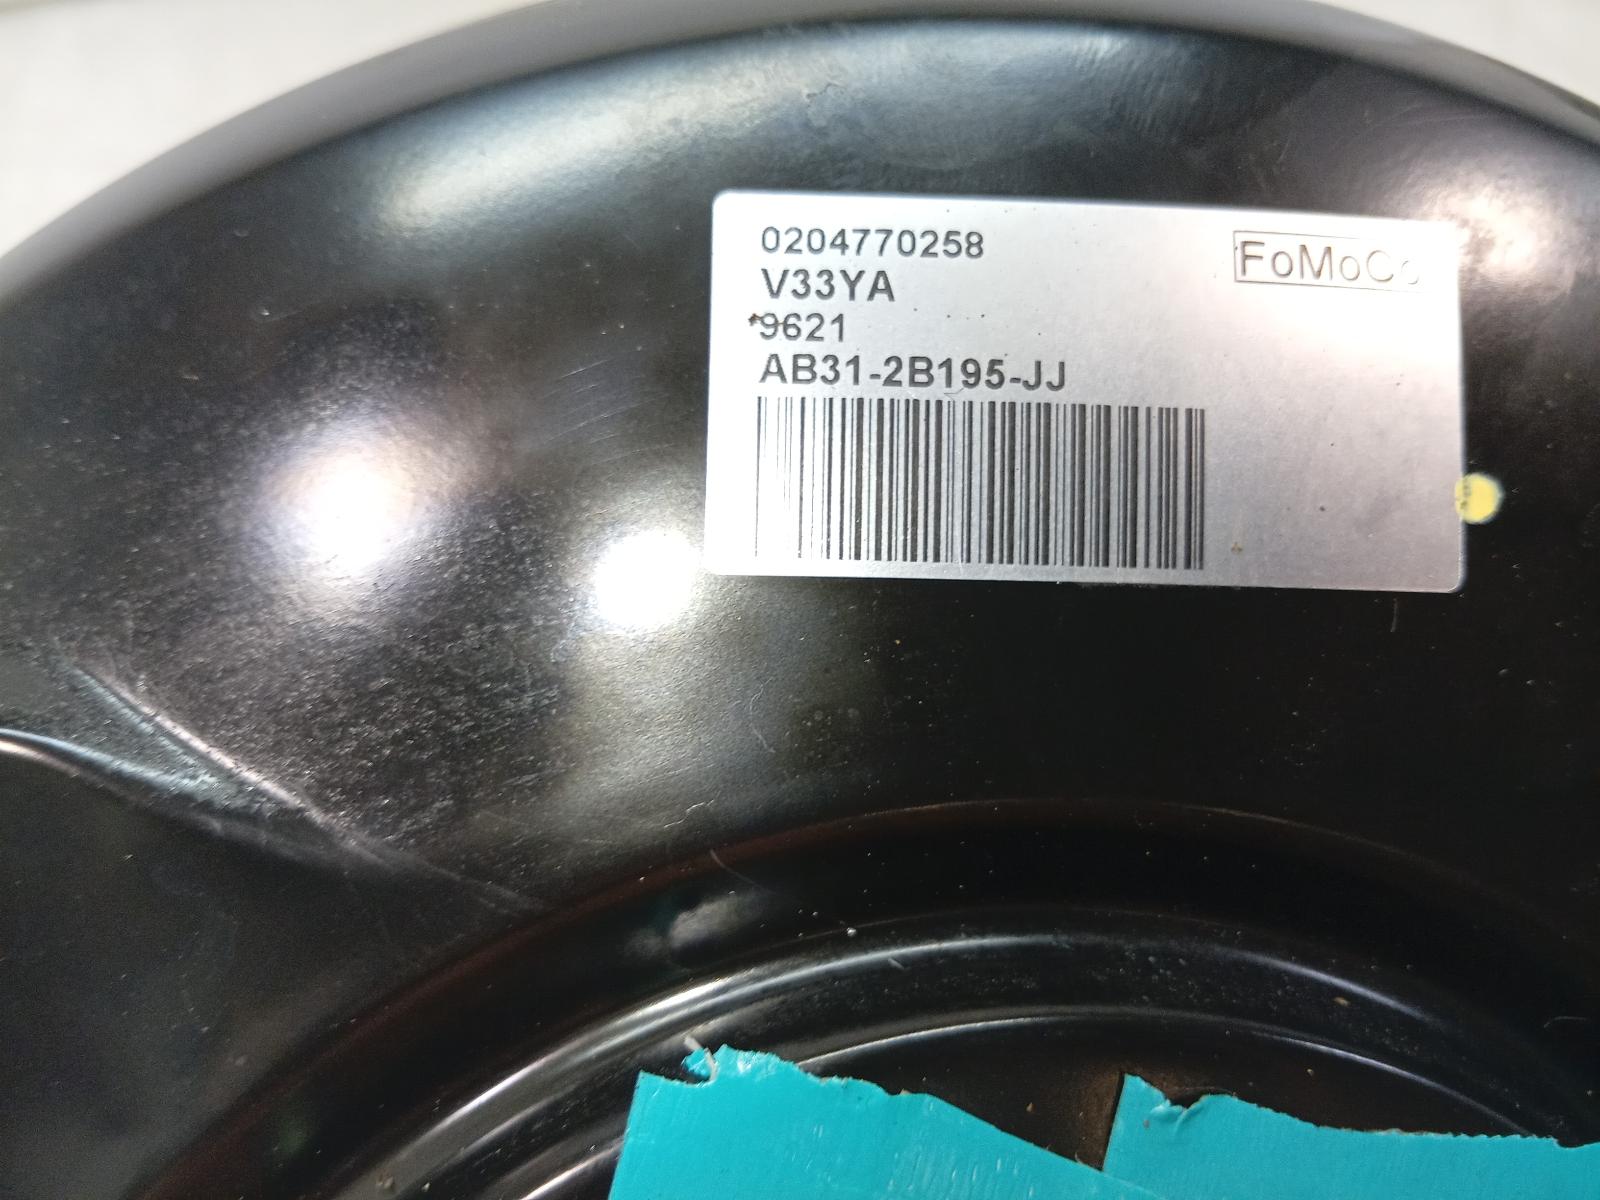 0204770258
FoMoCo
V33YA
9621
AB31-2B195-JJ